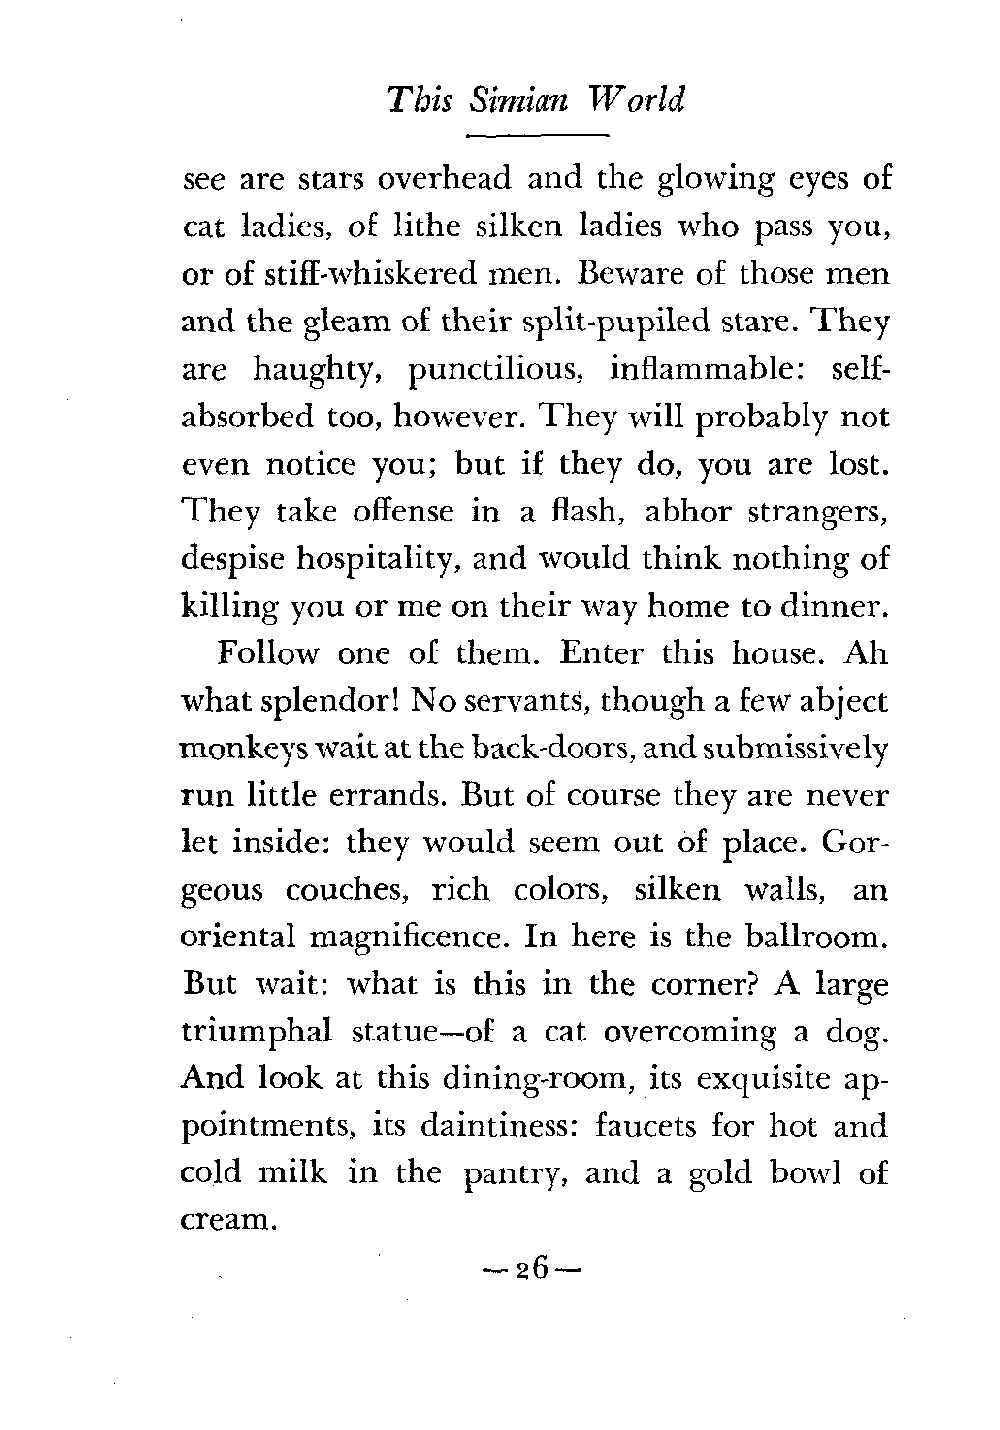 This Simian World
see are stars overhead and the glowing eyes of
cat ladies, of lithe silken ladies who pass you,
or of stiff-whiskered men. Beware of those men
and the gleam of their split-pupiled stare. They
are haughty, punctilious, inflammable: self-
absorbed too, however. They will probably not
even notice you; but if they do, you are lost.
They take offense in a flash, abhor strangers,
despise hospitality, and would think nothing of
killing you or me on their way home to dinner.
Follow one of them. Enter this house. Ah
what splendor! No servants, though a few abject
monkeys wait at the back-doors, and submissively
run little errands. But of course they are never
let inside: they would seem out of place. Gor-
geous couches, rich colors, silken walls, an
oriental magnificence. In here is the ballroom.
But wait: what is this in the corner? A large
triumphal statue—of a cat overcoming a dog.
And look at this dining-room, its exquisite ap-
pointments, its daintiness: faucets for hot and
cold milk in the pantry, and a gold bowl of
cream.
—26—